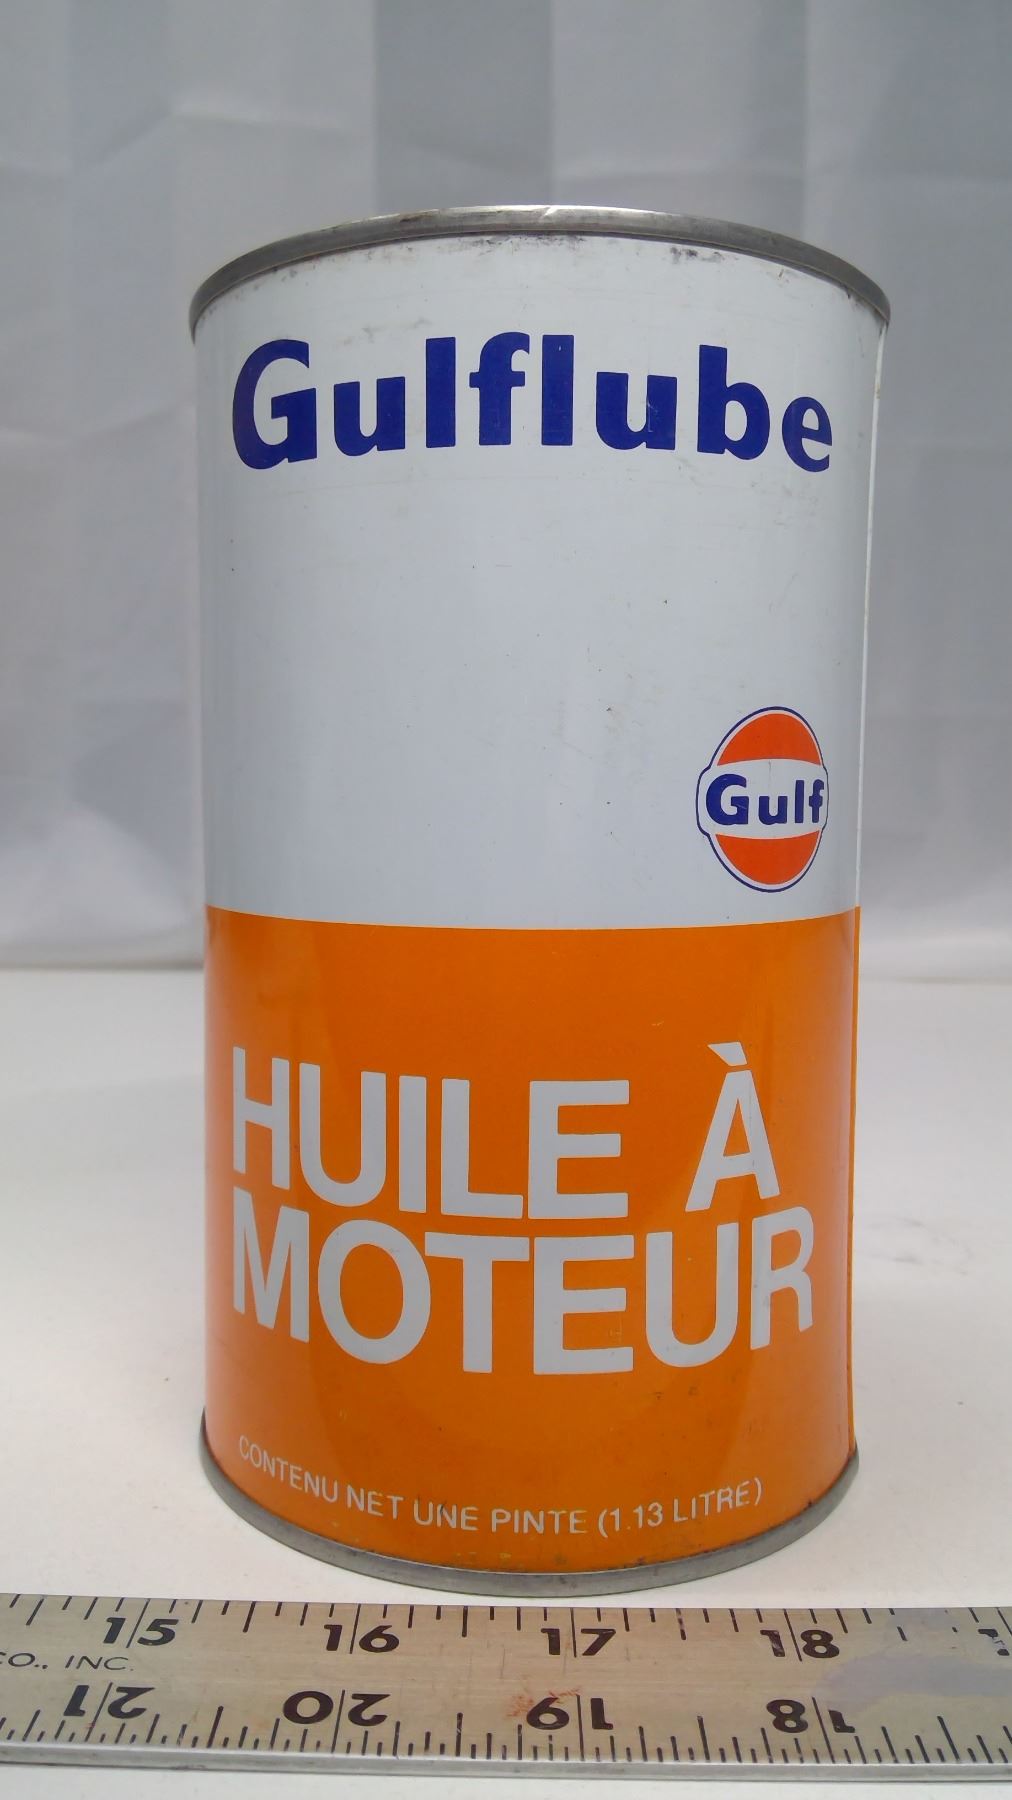 Gulflube
Gulf
HUILE À
MOTEUR
CONTENU NET UNE PINTE (1.13 LITRE)
15 16 17 18
CO., INC.
21 20 19 18